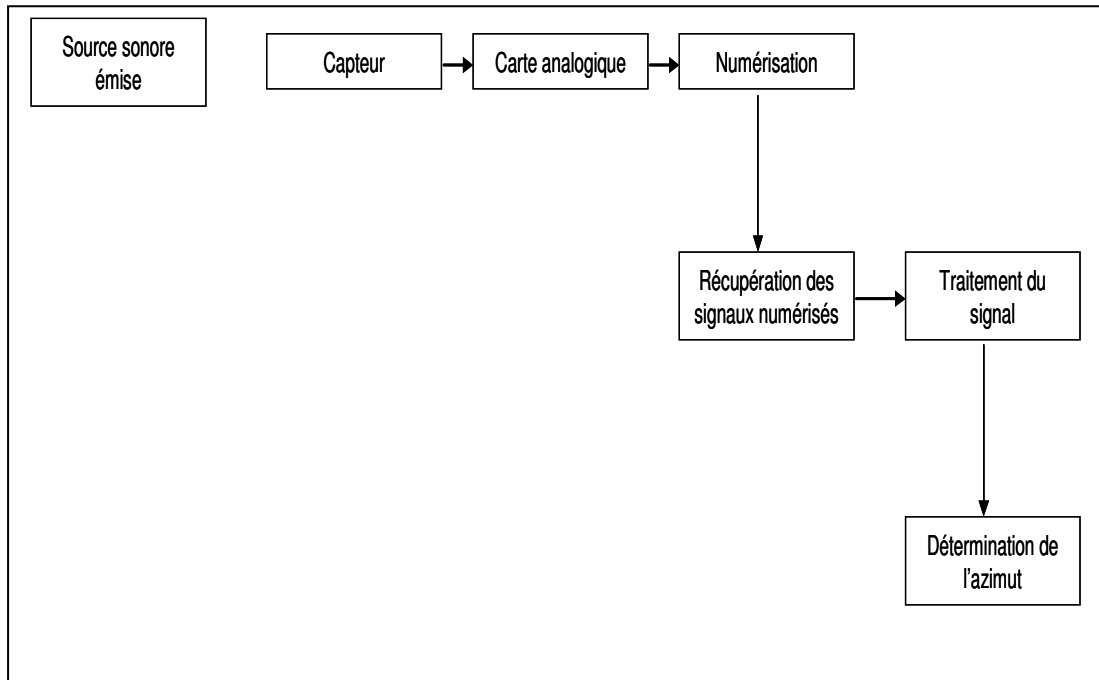 Source sonore
émise
Capteur
Carte analogique
Numérisation
Récupération des
signaux numérisés
Traitement du
signal
Détermination de
l'azimut